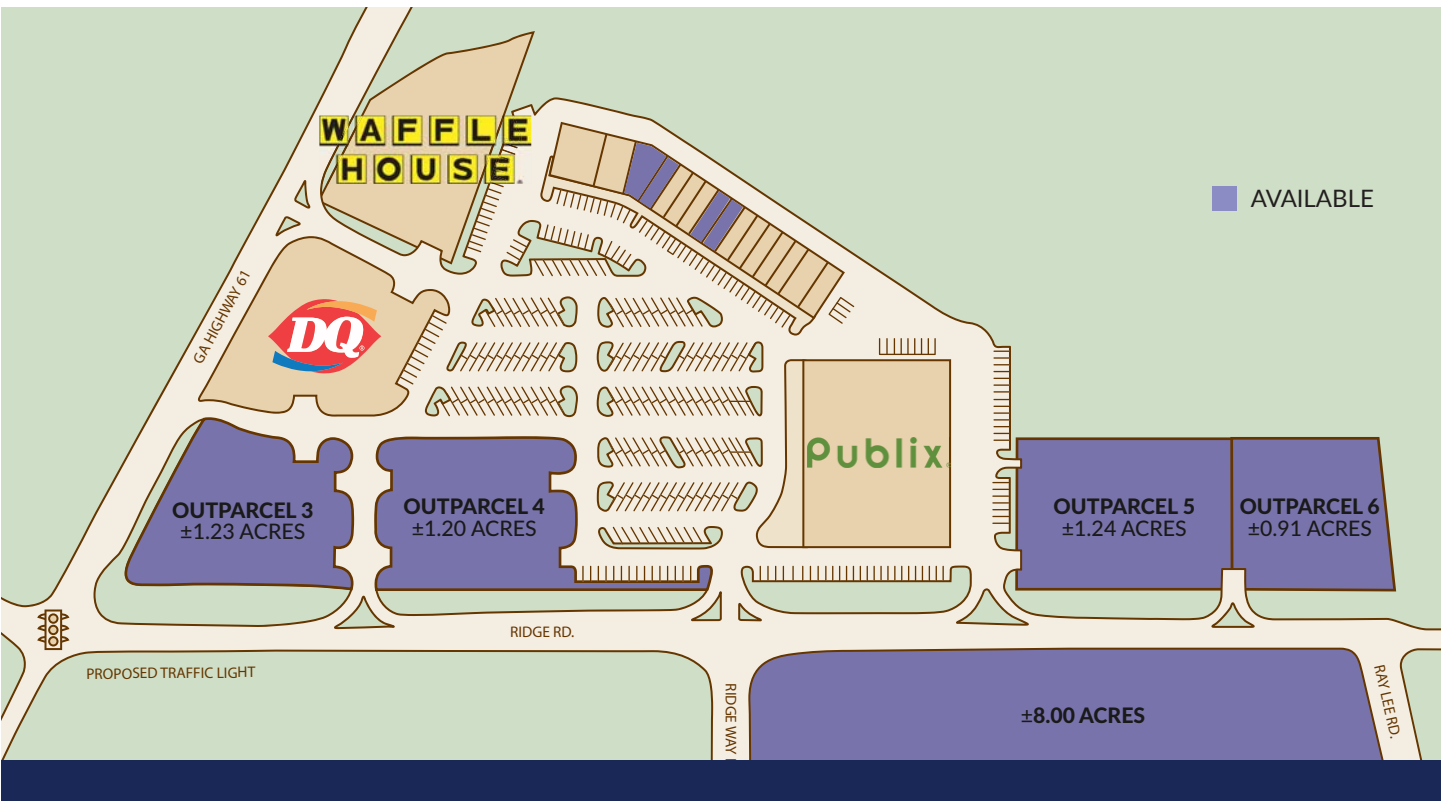 WAFFLE
HOUSE
AVAILABLE
GA HIGHWAY 61
DQ
Publix
OUTPARCEL 3
±1.23 ACRES
OUTPARCEL 4
±1.20 ACRES
OUTPARCEL 5
±1.24 ACRES
OUTPARCEL 6
±0.91 ACRES
RIDGE RD.
PROPOSED TRAFFIC LIGHT
RIDGE WAY
±8.00 ACRES
RAY LEE RD.